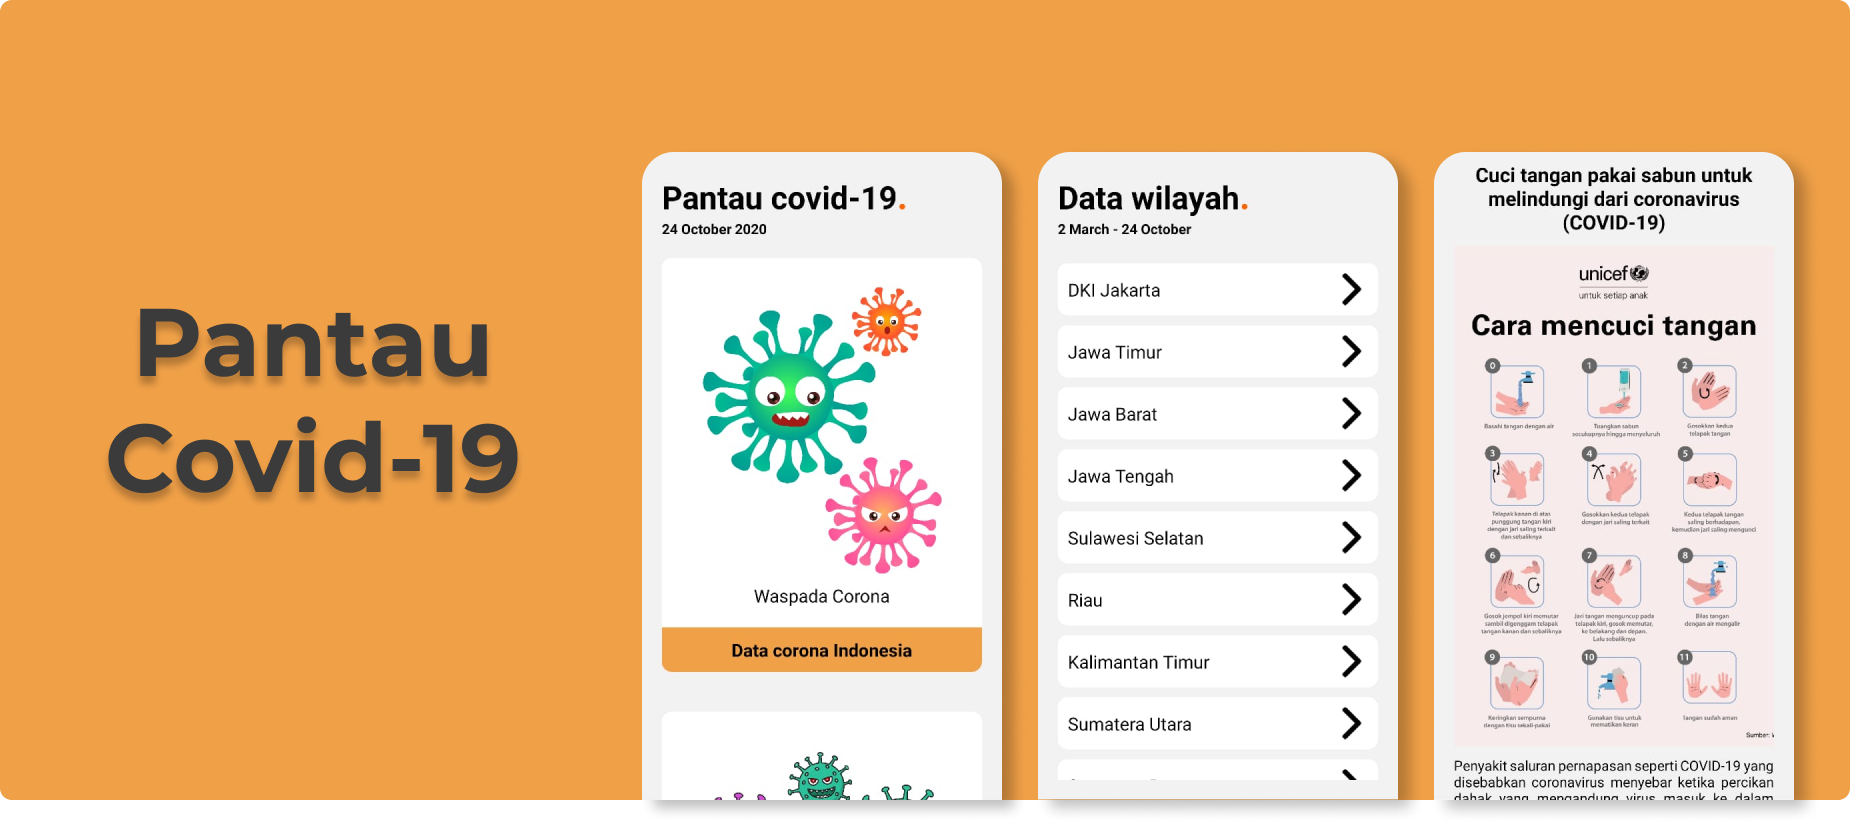 Pantau
Covid-19
Pantau covid-19.
24 October 2020
Waspada Corona
Data corona Indonesia
Data wilayah.
2 March - 24 October
DKI Jakarta
Jawa Timur
Jawa Barat
Jawa Tengah
Sulawesi Selatan
Riau
Kalimantan Timur
Sumatera Utara
Cuci tangan pakai sabun untuk
melindungi dari coronavirus
(COVID-19)
unicef
untuk setiap anak
Cara mencuci tangan
0
Basahi tangan dengan air
1
Tuangkan sabun
secukupnya hingga menyeluruh
2
Gosokkan kedua
telapak tangan
3
Telapak kanan di atas
punggung tangan kiri
dengan jari saling terkait
dan sebaliknya
4
Gosokkan kedua telapak
dengan jari saling terkait
5
Kedua telapak tangan
saling berhadapan,
kemudian jari saling mengunci
6
Gosok jempol kiri memutar
sambil digenggam telapak
tangan kanan dan sebaliknya
7
Jari tangan menguncup pada
telapak kiri, gosok memutar,
ke belakang dan depan.
Lalu sebaliknya
8
Bilas tangan
dengan air mengalir
9
Keringkan sempurna
dengan tisu sekali-pakai
10
Gunakan tisu untuk
mematikan keran
11
Tangan sudah aman
Sumber:
Penyakit saluran pernapasan seperti COVID-19 yang
disebabkan coronavirus menyebar ketika percikan
dahak yang mengandung virus masuk ke dalam